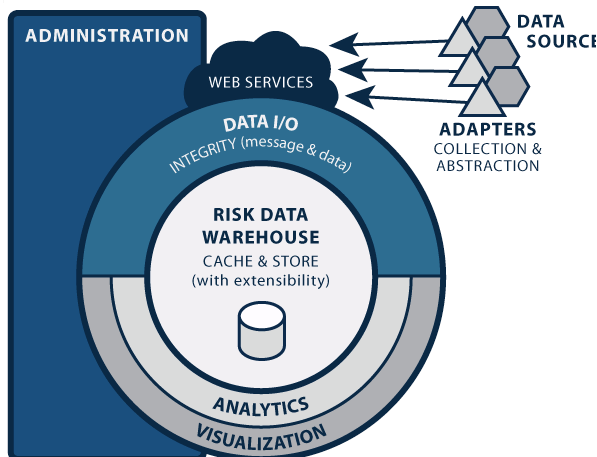 ADMINISTRATION
WEB SERVICES
DATA
SOURCE
ADAPTERS
COLLECTION &
ABSTRACTION
DATA I/O
INTEGRITY (message & data)
RISK DATA
WAREHOUSE
CACHE & STORE
(with extensibility)
ANALYTICS
VISUALIZATION